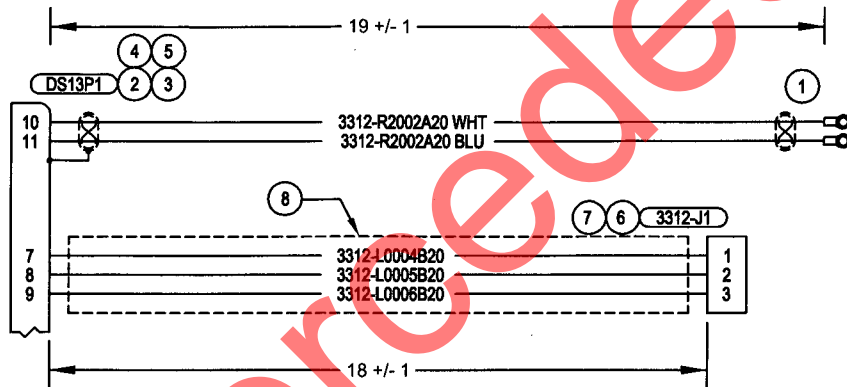 19 +/- 1
4 5
DS13P1 2 3
1
10 3312-R2002A20 WHT
11 3312-R2002A20 BLU
8
7 6 3312-J1
7 3312-L0004B20 1
8 3312-L0005B20 2
9 3312-L0006B20 3
18 +/- 1